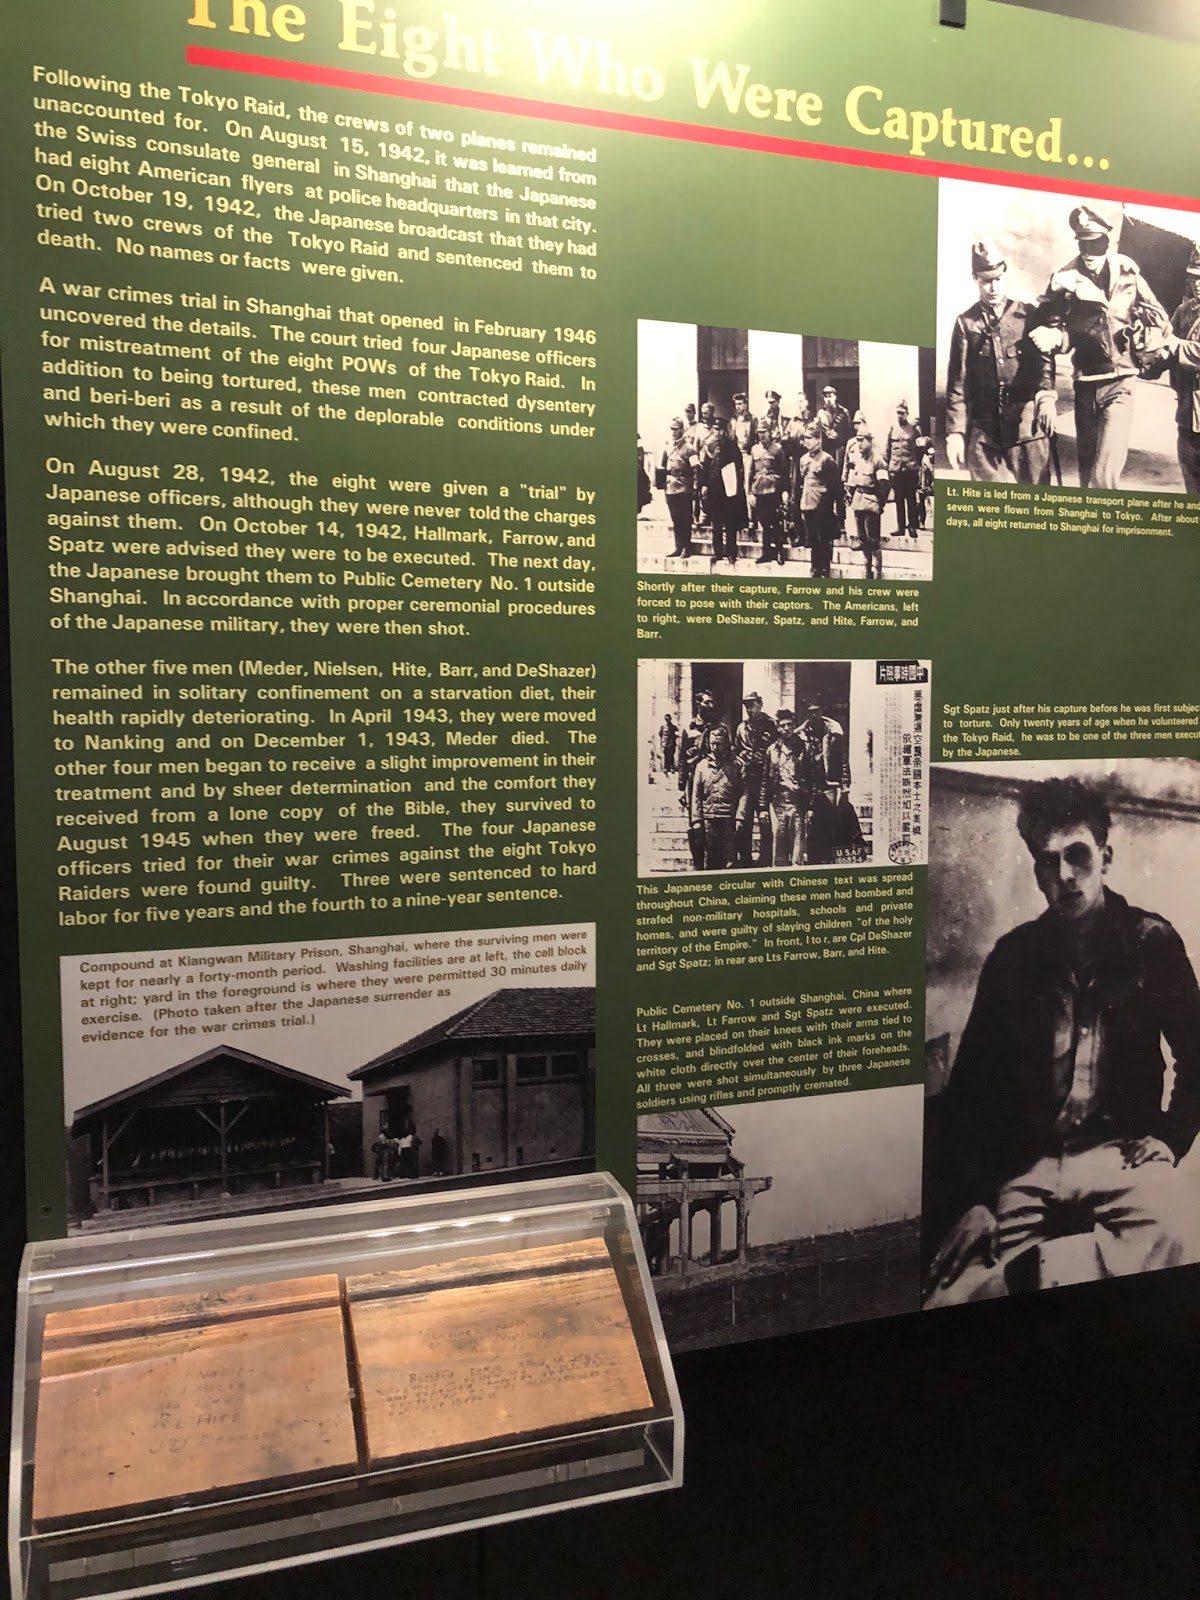 The Eight Who Were Captured...
Following the Tokyo Raid, the crews of two planes remained
unaccounted for. On August 15, 1942, it was learned from
the Swiss consulate general in Shanghai that the Japanese
had eight American flyers at police headquarters in that city.
On October 19, 1942, the Japanese broadcast that they had
tried two crews of the Tokyo Raid and sentenced them to
death. No names or facts were given.
A war crimes trial in Shanghai that opened in February 1946
uncovered the details. The court tried four Japanese officers
for mistreatment of the eight POWs of the Tokyo Raid. In
addition to being tortured, these men contracted dysentery
and beri-beri as a result of the deplorable conditions under
which they were confined.
On August 28, 1942, the eight were given a "trial" by
Japanese officers, although they were never told the charges
against them. On October 14, 1942, Hallmark, Farrow, and
Spatz were advised they were to be executed. The next day,
the Japanese brought them to Public Cemetery No. 1 outside
Shanghai. In accordance with proper ceremonial procedures
of the Japanese military, they were then shot.
The other five men (Meder, Nielsen, Hite, Barr, and DeShazer)
remained in solitary confinement on a starvation diet, their
health rapidly deteriorating. In April 1943, they were moved
to Nanking and on December 1, 1943, Meder died. The
other four men began to receive a slight improvement in their
treatment and by sheer determination and the comfort they
received from a lone copy of the Bible, they survived to
August 1945 when they were freed. The four Japanese
officers tried for their war crimes against the eight Tokyo
Raiders were found guilty. Three were sentenced to hard
labor for five years and the fourth to a nine-year sentence.
Compound at Kiangwan Military Prison, Shanghai, where the surviving men were
kept for nearly a forty-month period. Washing facilities are at left, the cell block
at right; yard in the foreground is where they were permitted 30 minutes daily
exercise. (Photo taken after the Japanese surrender as
evidence for the war crimes trial.)
Shortly after their capture, Farrow and his crew were
forced to pose with their captors. The Americans, left
to right, were DeShazer, Spatz, and Hite, Farrow, and
Barr.
中國時事照片
U.S.A.F
This Japanese circular with Chinese text was spread
throughout China, claiming these men had bombed and
strafed non-military hospitals, schools and private
homes, and were guilty of slaying children "of the holy
territory of the Empire." In front, l to r, are Cpl DeShazer
and Sgt Spatz; in rear are Lts Farrow, Barr, and Hite.
Public Cemetery No. 1 outside Shanghai, China where
Lt Hallmark, Lt Farrow and Sgt Spatz were executed.
They were placed on their knees with their arms tied to
crosses, and blindfolded with black ink marks on the
white cloth directly over the center of their foreheads.
All three were shot simultaneously by three Japanese
soldiers using rifles and promptly cremated.
Lt. Hite is led from a Japanese transport plane after he and
seven were flown from Shanghai to Tokyo. After about
days, all eight returned to Shanghai for imprisonment.
Sgt Spatz just after his capture before he was first
to torture. Only twenty years of age when he volunteered
the Tokyo Raid, he was to be one of the three men
by the Japanese.
Nielsen
HITE